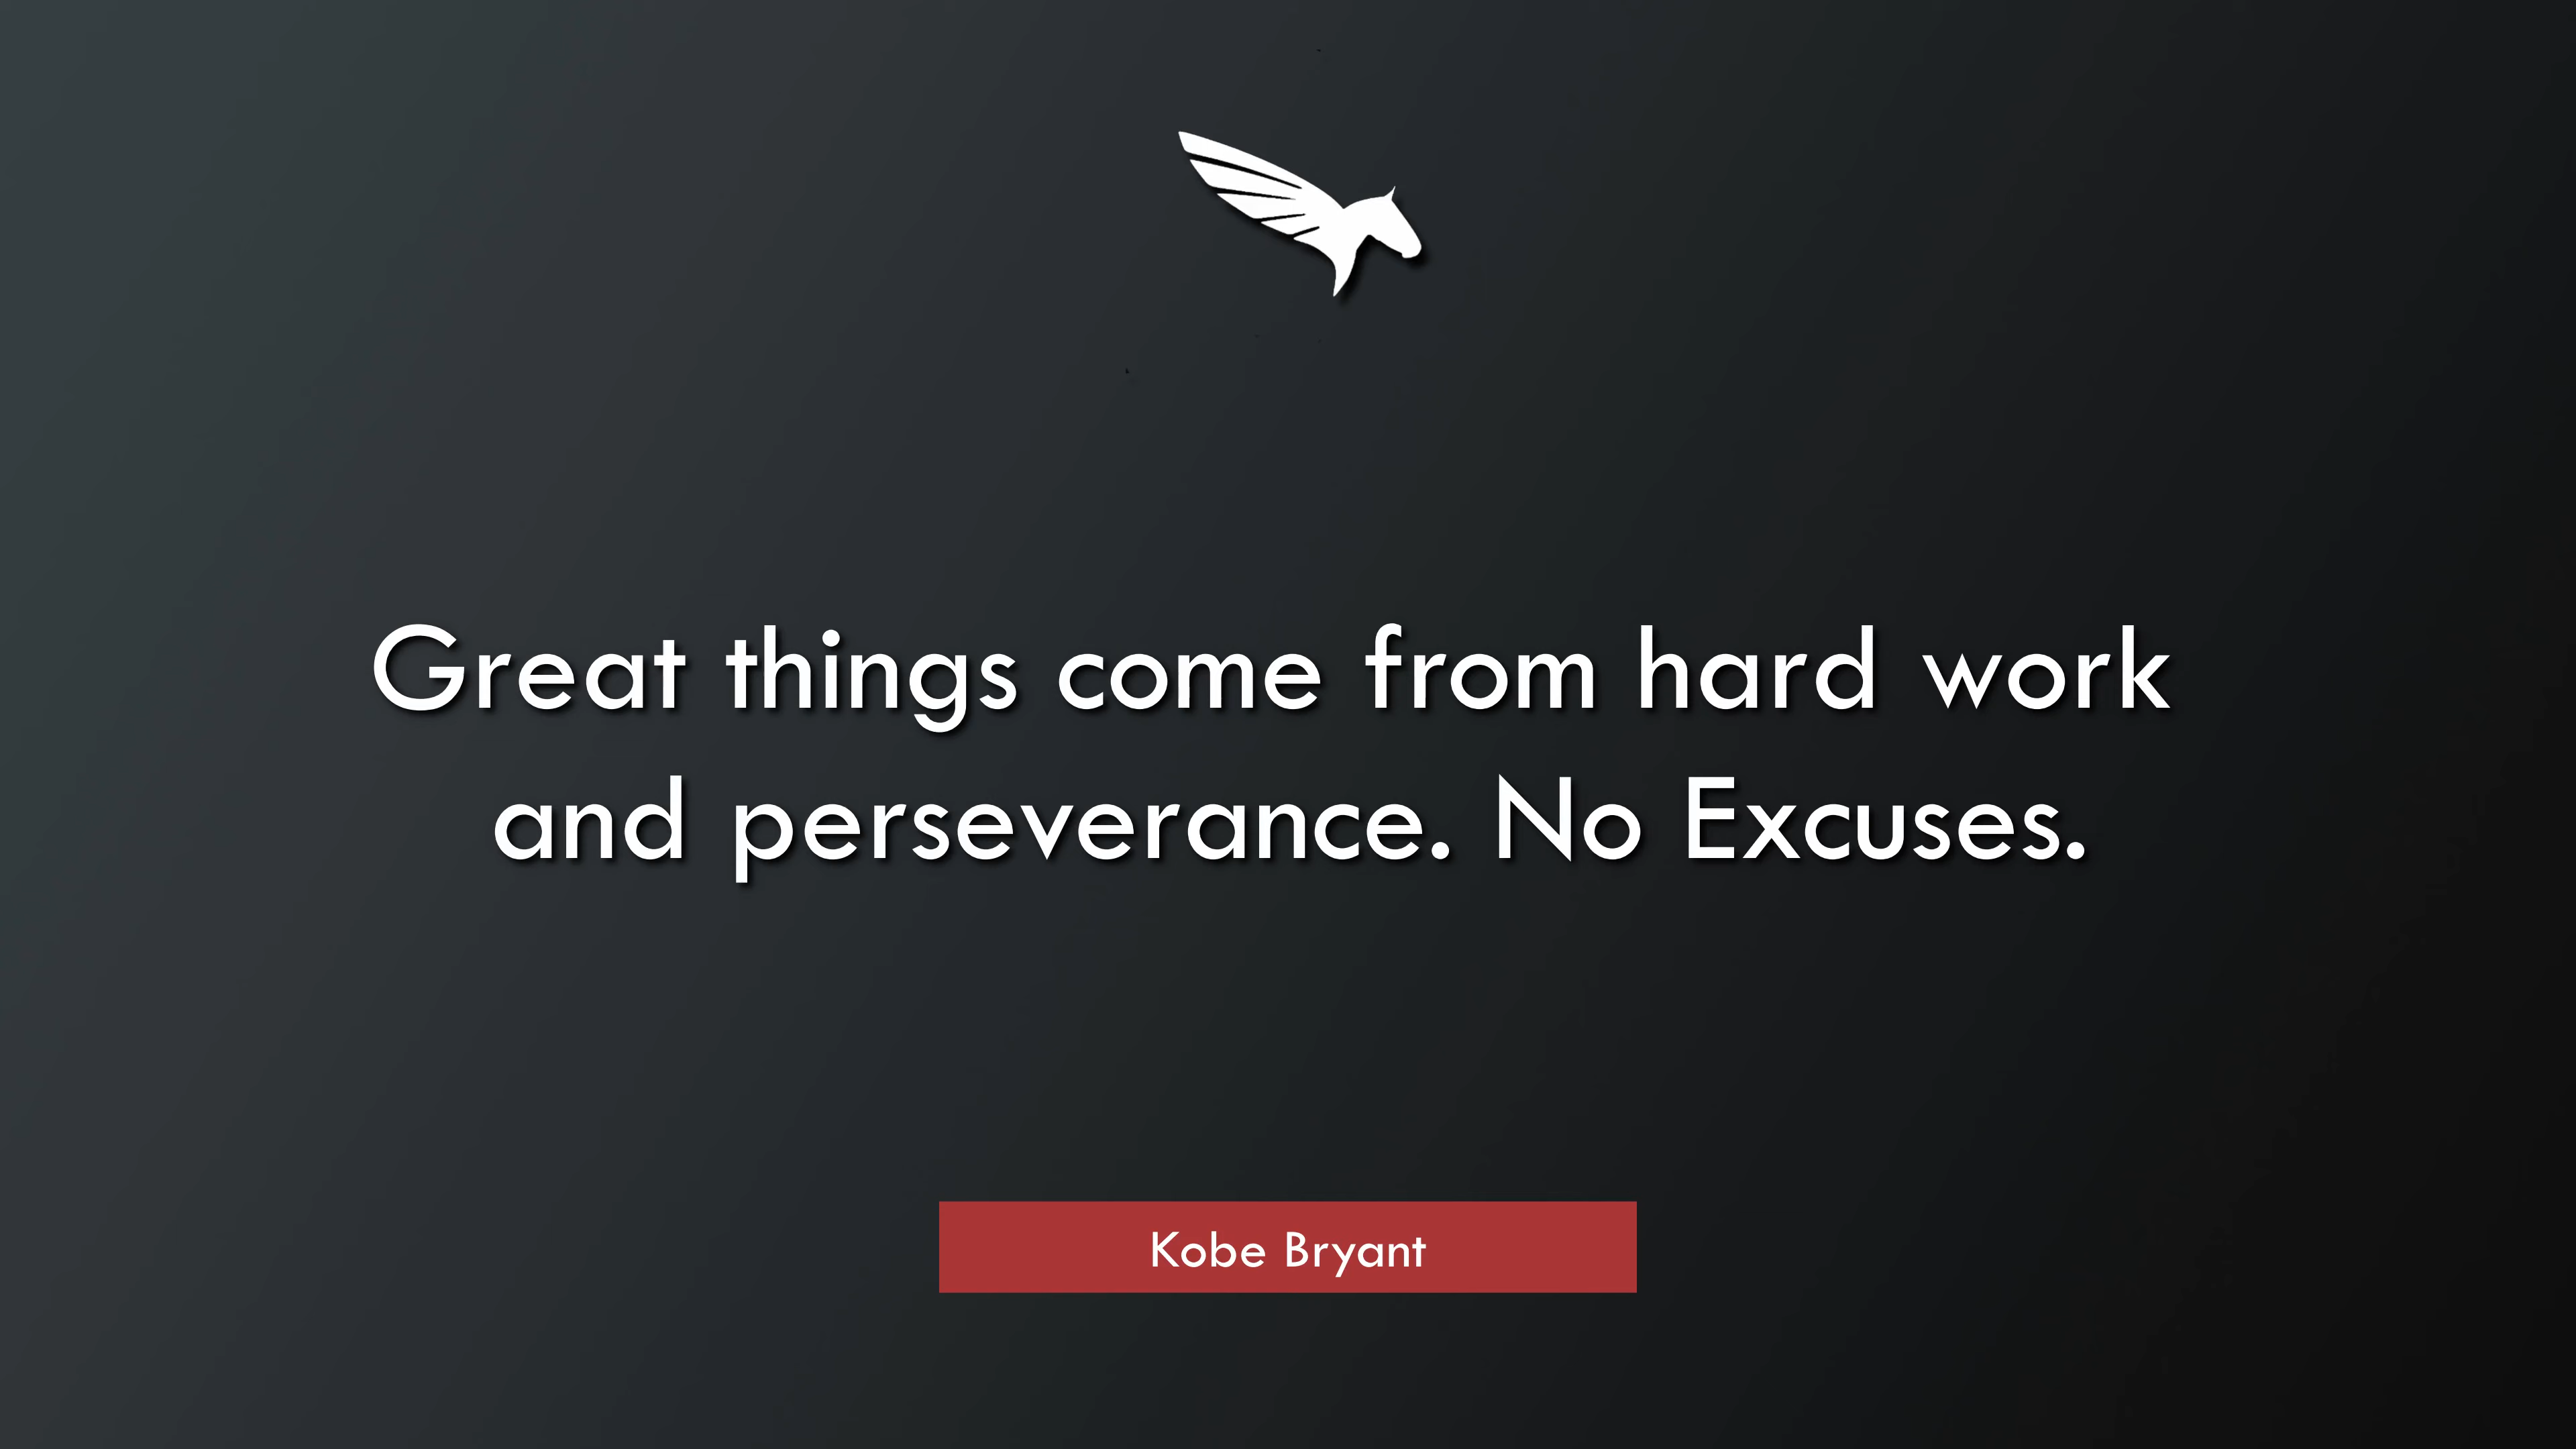 Great things come from hard work
and perseverance. No Excuses.
Kobe Bryant